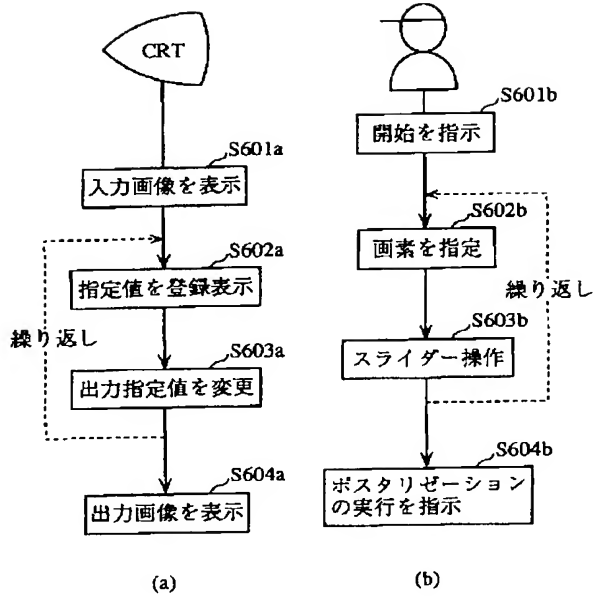 CRT
S601a
入力画像を表示
S602a
指定値を登録表示
繰り返し
S603a
出力指定値を変更
S604a
出力画像を表示
(a)
S601b
開始を指示
S602b
画素を指定
繰り返し
S603b
スライダー操作
S604b
ポスタリゼーション
の実行を指示
(b)